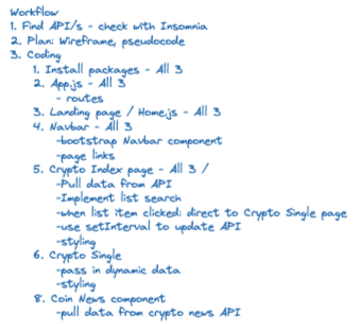 Workflow
1. Find API/s - check with Insomnia
2. Plan: Wireframe, pseudocode
3. Coding
1. Install packages - All 3
2. App.js - All 3
- routes
3. Landing page / Home.js - All 3
4. Navbar - All 3
-bootstrap Navbar component
-page links
5. Crypto Index page - All 3 /
-Pull data from API
-Implement list search
-when list item clicked: direct to Crypto Single page
-use setInterval to update API
-styling
6. Crypto Single
-pass in dynamic data
-styling
8. Coin News component
-pull data from crypto news API